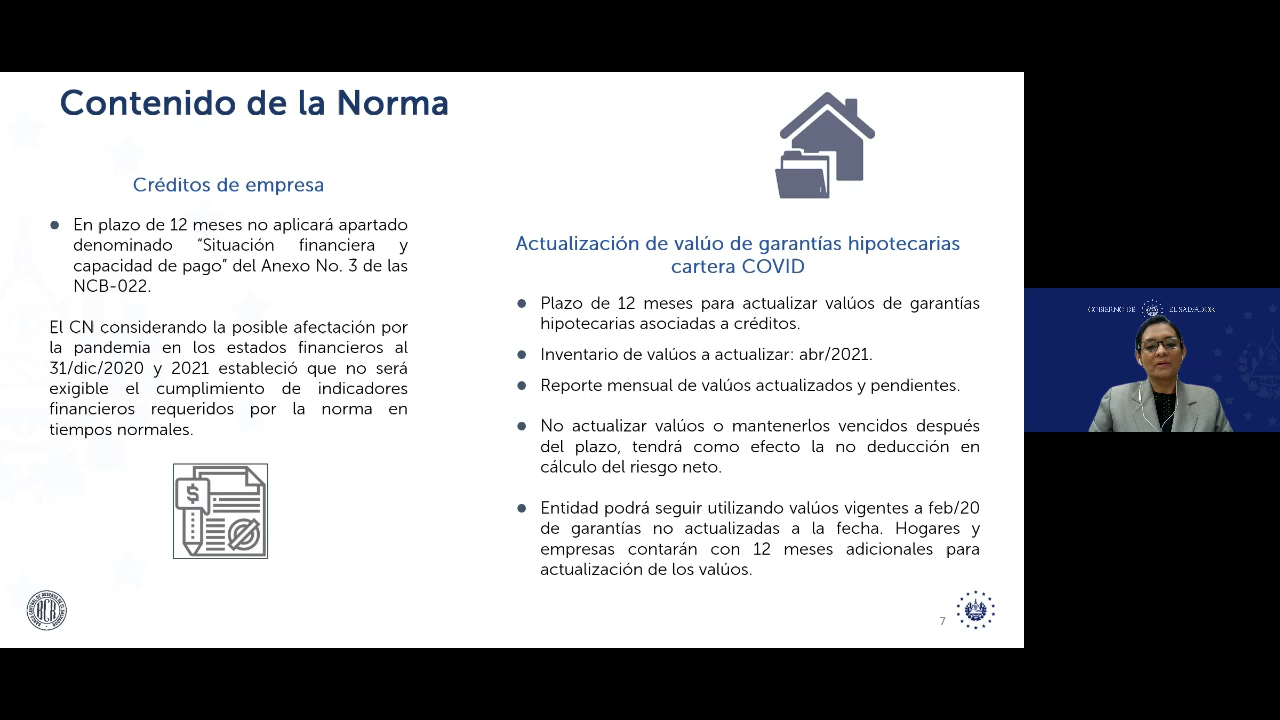 Contenido de la Norma
Créditos de empresa
En plazo de 12 meses no aplicará apartado
denominado "Situación financiera y
capacidad de pago" del Anexo No. 3 de las
NCB-022.
El CN considerando la posible afectación por
la pandemia en los estados financieros al
31/dic/2020 y 2021 estableció que no será
exigible el cumplimiento de indicadores
financieros requeridos por la norma en
tiempos normales.
$
BCR
Actualización de valúo de garantías hipotecarias
cartera COVID
Plazo de 12 meses para actualizar valúos de garantías
hipotecarias asociadas a créditos.
Inventario de valúos a actualizar: abr/2021.
Reporte mensual de valúos actualizados y pendientes.
No actualizar valúos o mantenerlos vencidos después
del plazo, tendrá como efecto la no deducción en
cálculo del riesgo neto.
Entidad podrá seguir utilizando valúos vigentes a feb/20
de garantías no actualizadas a la fecha. Hogares y
empresas contarán con 12 meses adicionales para
actualización de los valúos.
7
GOBIERNO DE EL SALVADOR